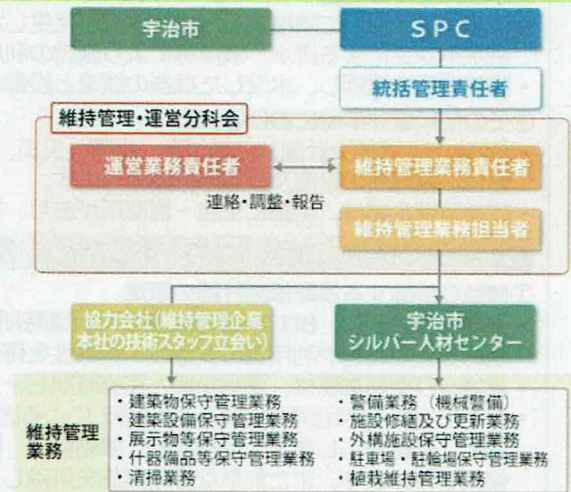 宇治市
SPC
統括管理責任者
維持管理・運営分科会
運営業務責任者
維持管理業務責任者
連絡・調整・報告
維持管理業務担当者
協力会社(維持管理企業
本社の技術スタッフ立会い)
宇治市
シルバー人材センター
維持管理
業務
・建築物保守管理業務
・建築設備保守管理業務
・展示物等保守管理業務
・什器備品等保守管理業務
・清掃業務
・警備業務(機械警備)
・施設修繕及び更新業務
・外構施設保守管理業務
・駐車場・駐輪場保守管理業務
・植栽維持管理業務